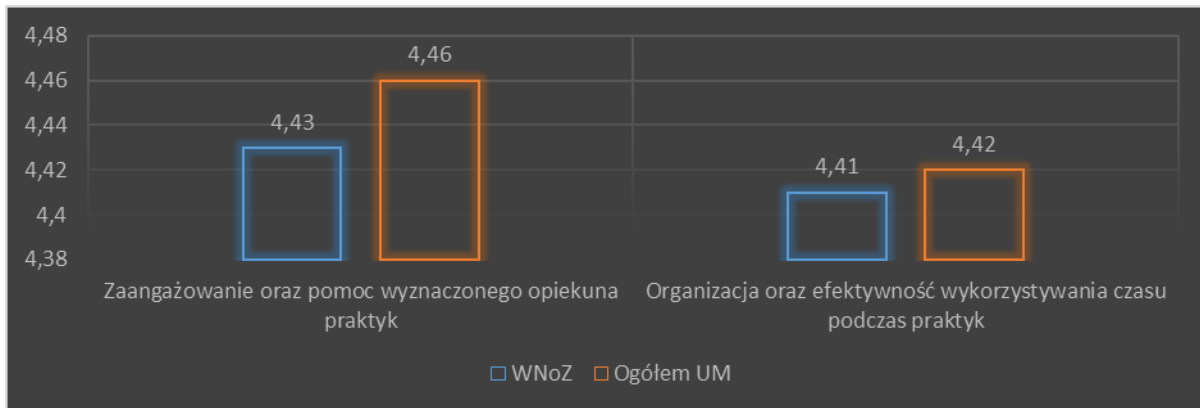 4,48
4,46
4,44
4,42
4,4
4,38
4,43
4,46
4,41
4,42
Zaangażowanie oraz pomoc wyznaczonego opiekuna
praktyk
Organizacja oraz efektywność wykorzystywania czasu
podczas praktyk
WNoZ
Ogółem UM